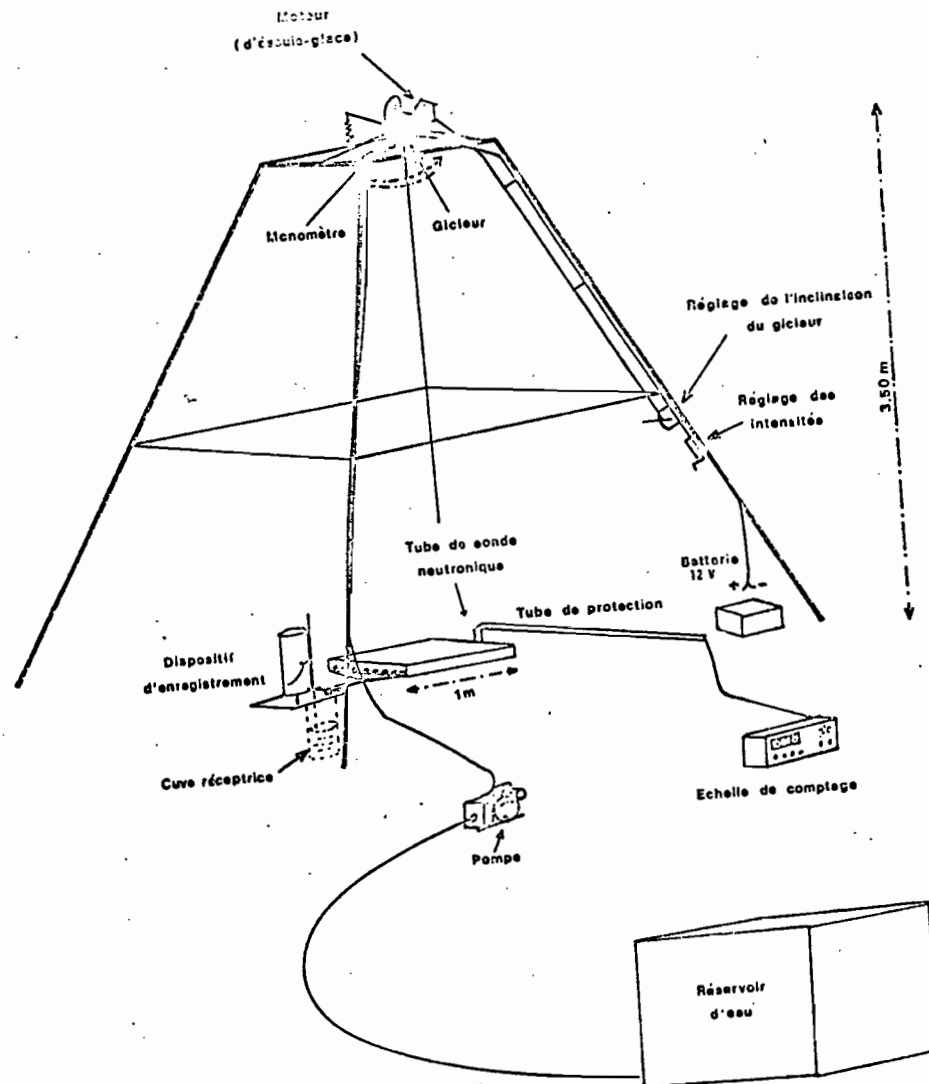 Moteur
(d'essuie-glace)
Manomètre
Gicleur
Réglage de l'inclinaison
du gicleur
Réglage des
intensités
3,50 m
Tube de sonde
neutronique
Batterie
12 V
+ -
Tube de protection
Dispositif
d'enregistrement
1m
Cuve réceptrice
Echelle de comptage
Pompe
Réservoir
d'eau